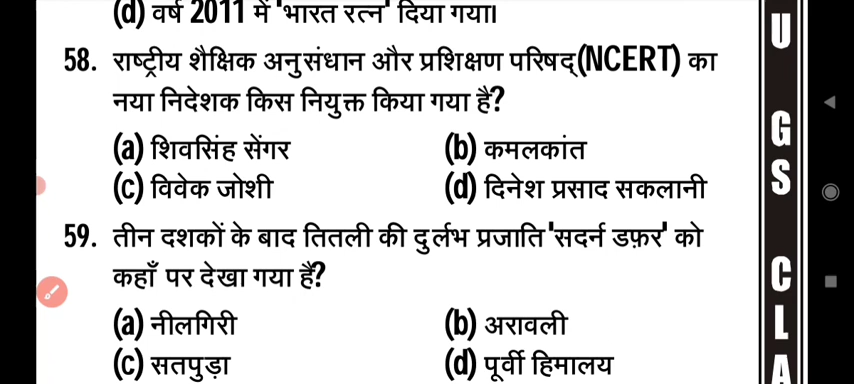 (d) वर्ष 2011 में 'भारत रत्न' दिया गया।
58. राष्ट्रीय शैक्षिक अनुसंधान और प्रशिक्षण परिषद्(NCERT) का
नया निदेशक किस नियुक्त किया गया है?
(a) शिवसिंह सेंगर (b) कमलकांत
(c) विवेक जोशी (d) दिनेश प्रसाद सकलानी
59. तीन दशकों के बाद तितली की दुर्लभ प्रजाति 'सदर्न डफ़र' को
कहाँ पर देखा गया हैं?
(a) नीलगिरी (b) अरावली
(c) सतपुड़ा (d) पूर्वी हिमालय
U
G
S
C
L
A